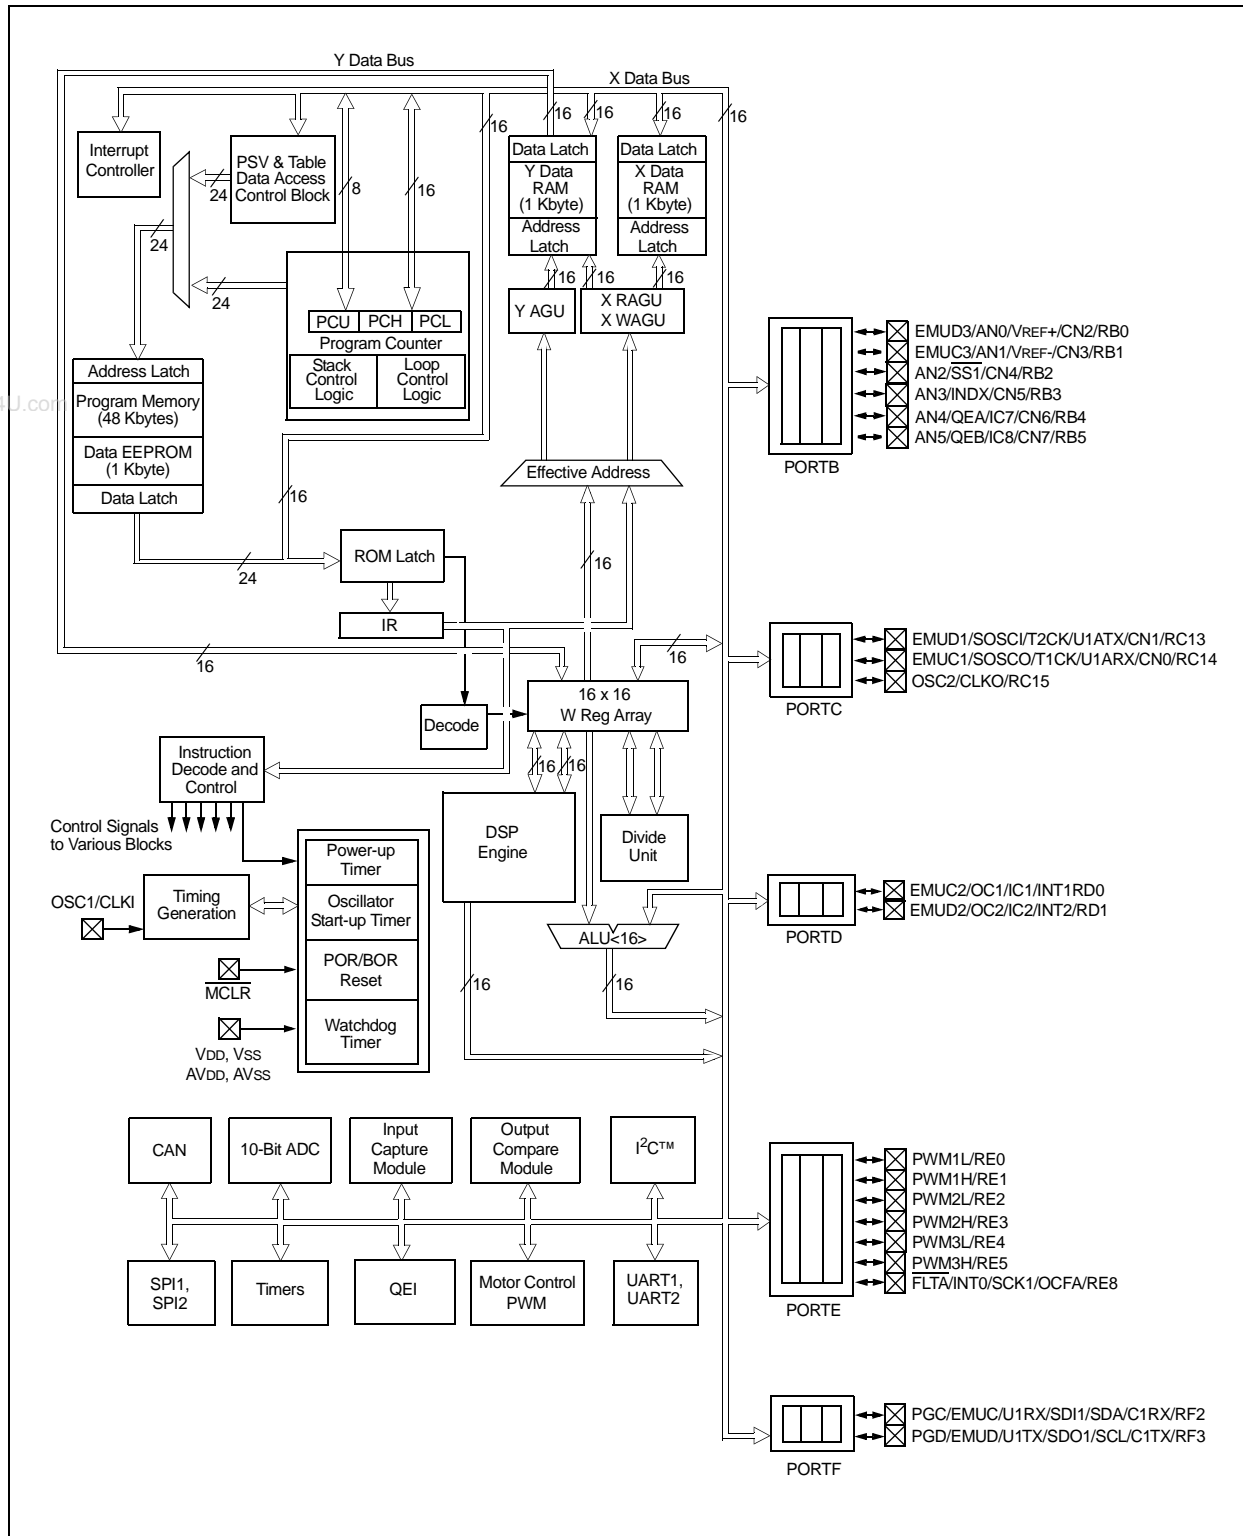 Y Data Bus
X Data Bus
16
16
16
16
16
Interrupt
Controller
PSV & Table
Data Access
Control Block
24
8
16
24
24
Data Latch
Y Data
RAM
(1 Kbyte)
Address
Latch
Data Latch
X Data
RAM
(1 Kbyte)
Address
Latch
16
16
16
Y AGU
X RAGU
X WAGU
PCU
PCH
PCL
Program Counter
Stack
Control
Logic
Loop
Control
Logic
Address Latch
Program Memory
(48 Kbytes)
Data EEPROM
(1 Kbyte)
Data Latch
4U.com
Effective Address
16
24
ROM Latch
IR
16
16
16
16 x 16
W Reg Array
Decode
Instruction
Decode and
Control
16
16
Control Signals
to Various Blocks
DSP
Engine
Divide
Unit
Power-up
Timer
Oscillator
Start-up Timer
POR/BOR
Reset
Watchdog
Timer
OSC1/CLKI
Timing
Generation
MCLR
VDD, VSS
AVDD, AVSS
ALU<16>
16
16
CAN
10-Bit ADC
Input
Capture
Module
Output
Compare
Module
I2C™
SPI1,
SPI2
Timers
QEI
Motor Control
PWM
UART1,
UART2
EMUD3/AN0/VREF+/CN2/RB0
EMUC3/AN1/VREF-/CN3/RB1
AN2/SS1/CN4/RB2
AN3/INDX/CN5/RB3
AN4/QEA/IC7/CN6/RB4
AN5/QEB/IC8/CN7/RB5
PORTB
EMUD1/SOSCI/T2CK/U1ATX/CN1/RC13
EMUC1/SOSCO/T1CK/U1ARX/CN0/RC14
OSC2/CLKO/RC15
PORTC
EMUC2/OC1/IC1/INT1RD0
EMUD2/OC2/IC2/INT2/RD1
PORTD
PWM1L/RE0
PWM1H/RE1
PWM2L/RE2
PWM2H/RE3
PWM3L/RE4
PWM3H/RE5
FLTA/INT0/SCK1/OCFA/RE8
PORTE
PGC/EMUC/U1RX/SDI1/SDA/C1RX/RF2
PGD/EMUD/U1TX/SDO1/SCL/C1TX/RF3
PORTF